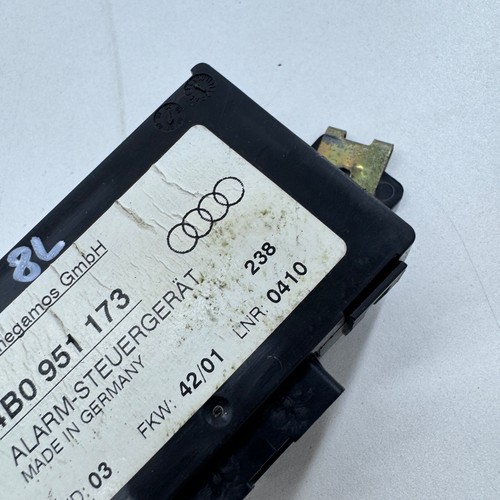 8L
megamos GmbH
4B0 951 173
ALARM-STEUERGERÄT 238
MADE IN GERMANY
03 FKW: 42/01 LNR: 0410